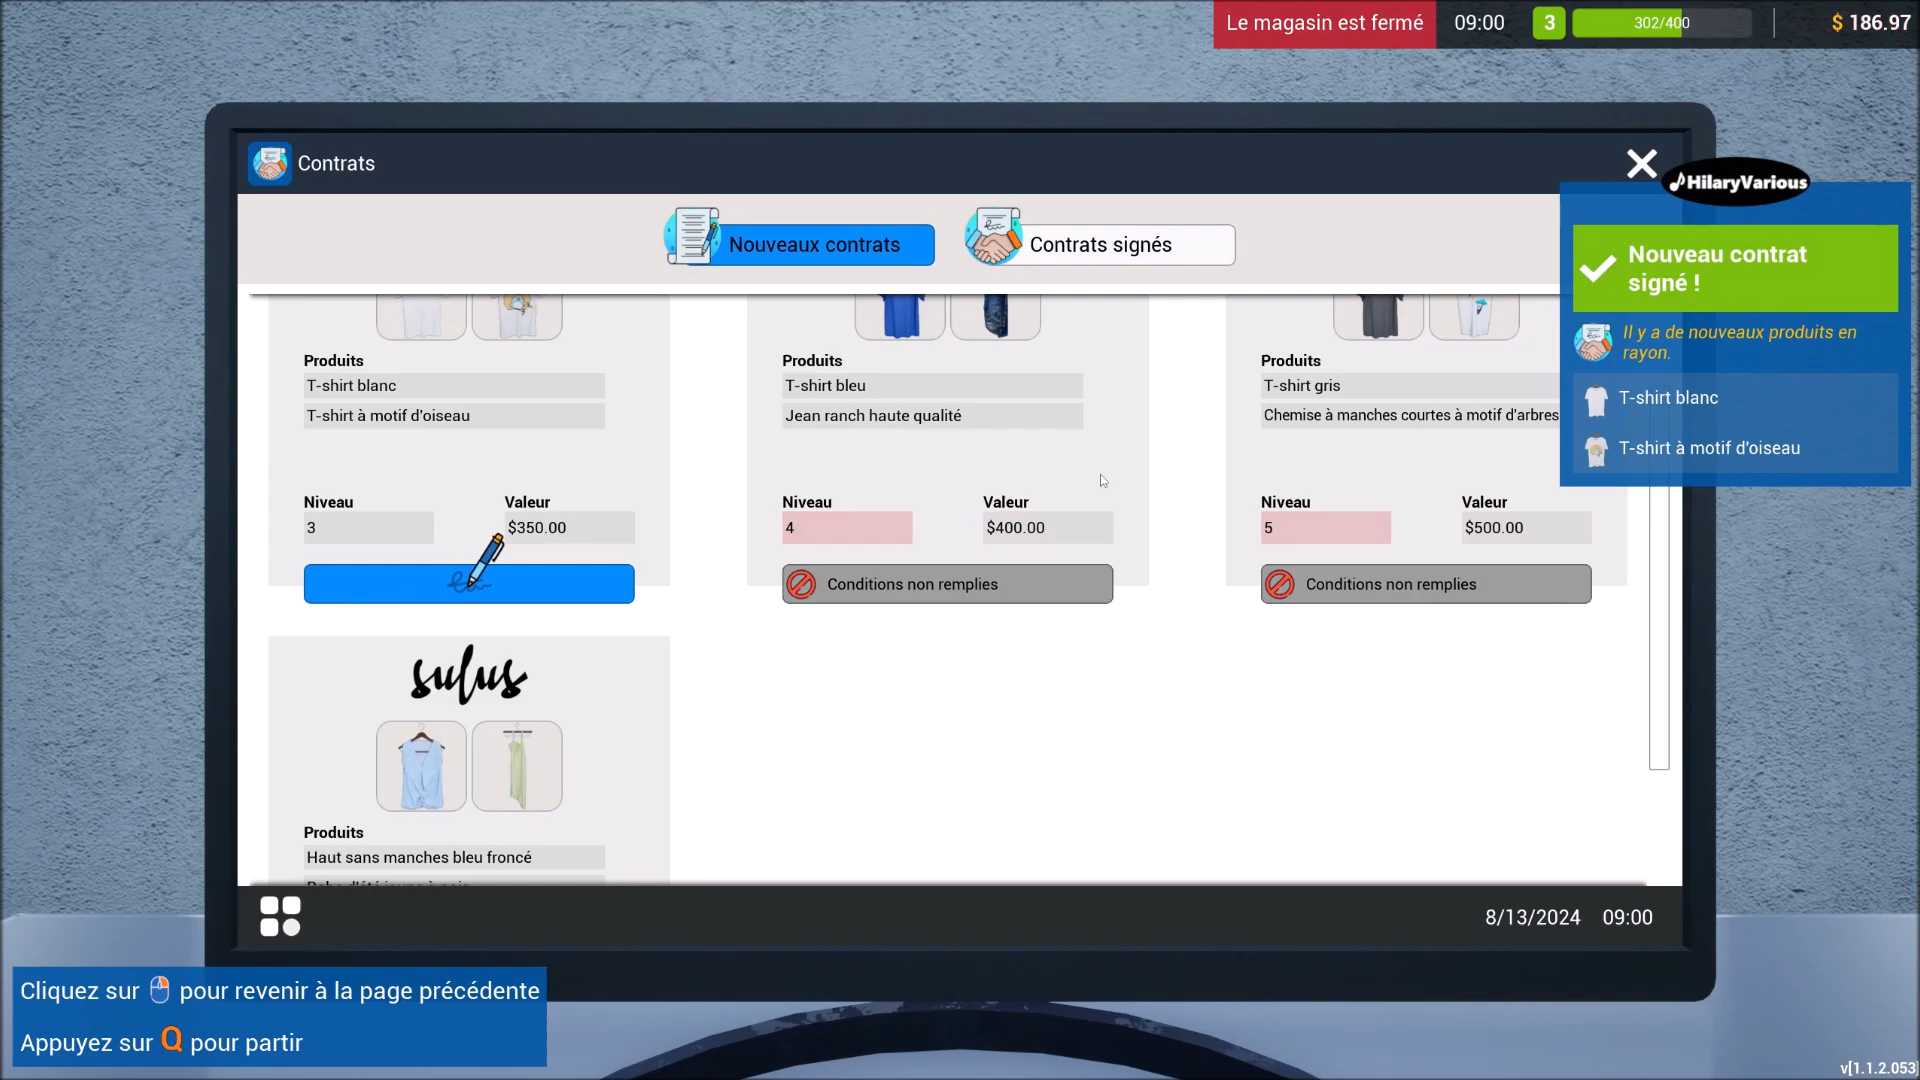 Le magasin est fermé
09:00
3
302/400
$ 186.97
Contrats
HilaryVarious
Nouveaux contrats
Contrats signés
Nouveau contrat
signé !
Il y a de nouveaux produits en
rayon.
T-shirt blanc
T-shirt à motif d'oiseau
Produits
T-shirt blanc
T-shirt à motif d'oiseau
Niveau
Valeur
3
$350.00
Produits
T-shirt bleu
Jean ranch haute qualité
Niveau
Valeur
4
$400.00
Conditions non remplies
Produits
T-shirt gris
Chemise à manches courtes à motif d'arbres
Niveau
Valeur
5
$500.00
Conditions non remplies
sulus
Produits
Haut sans manches bleu froncé
8/13/2024
09:00
Cliquez sur pour revenir à la page précédente
Appuyez sur Q pour partir
v[1.1.2.053]